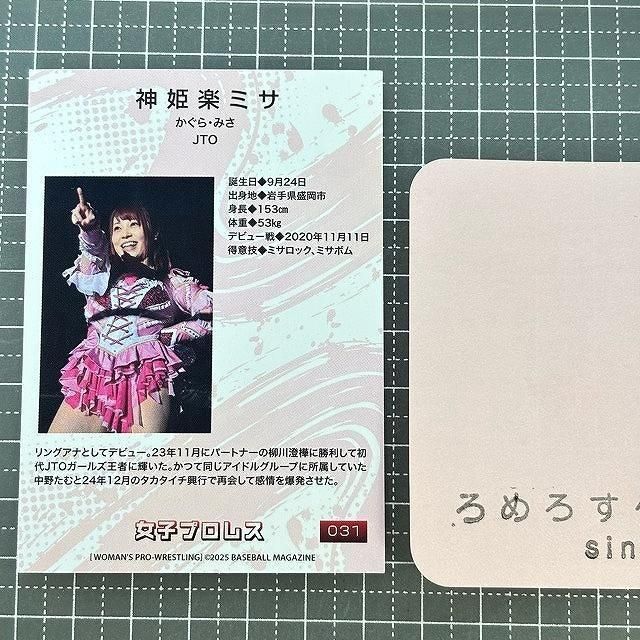 神姫楽ミサ
かぐら・みさ
JTO
誕生日◆9月24日
出身地◆岩手県盛岡市
身長◆153㎝
体重◆53㎏
デビュー戦◆2020年11月11日
得意技◆ミサロック、ミサボム
リングアナとしてデビュー。23年11月にパートナーの柳川澄樺に勝利して初
代JTOガールズ王者に輝いた。かつて同じアイドルグループに所属していた
中野たむと24年12月のタカタイチ興行で再会して感情を爆発させた。
女子プロレス
031
[WOMAN'S PRO-WRESTLING] ©2025 BASEBALL MAGAZINE
ろめろす
sin